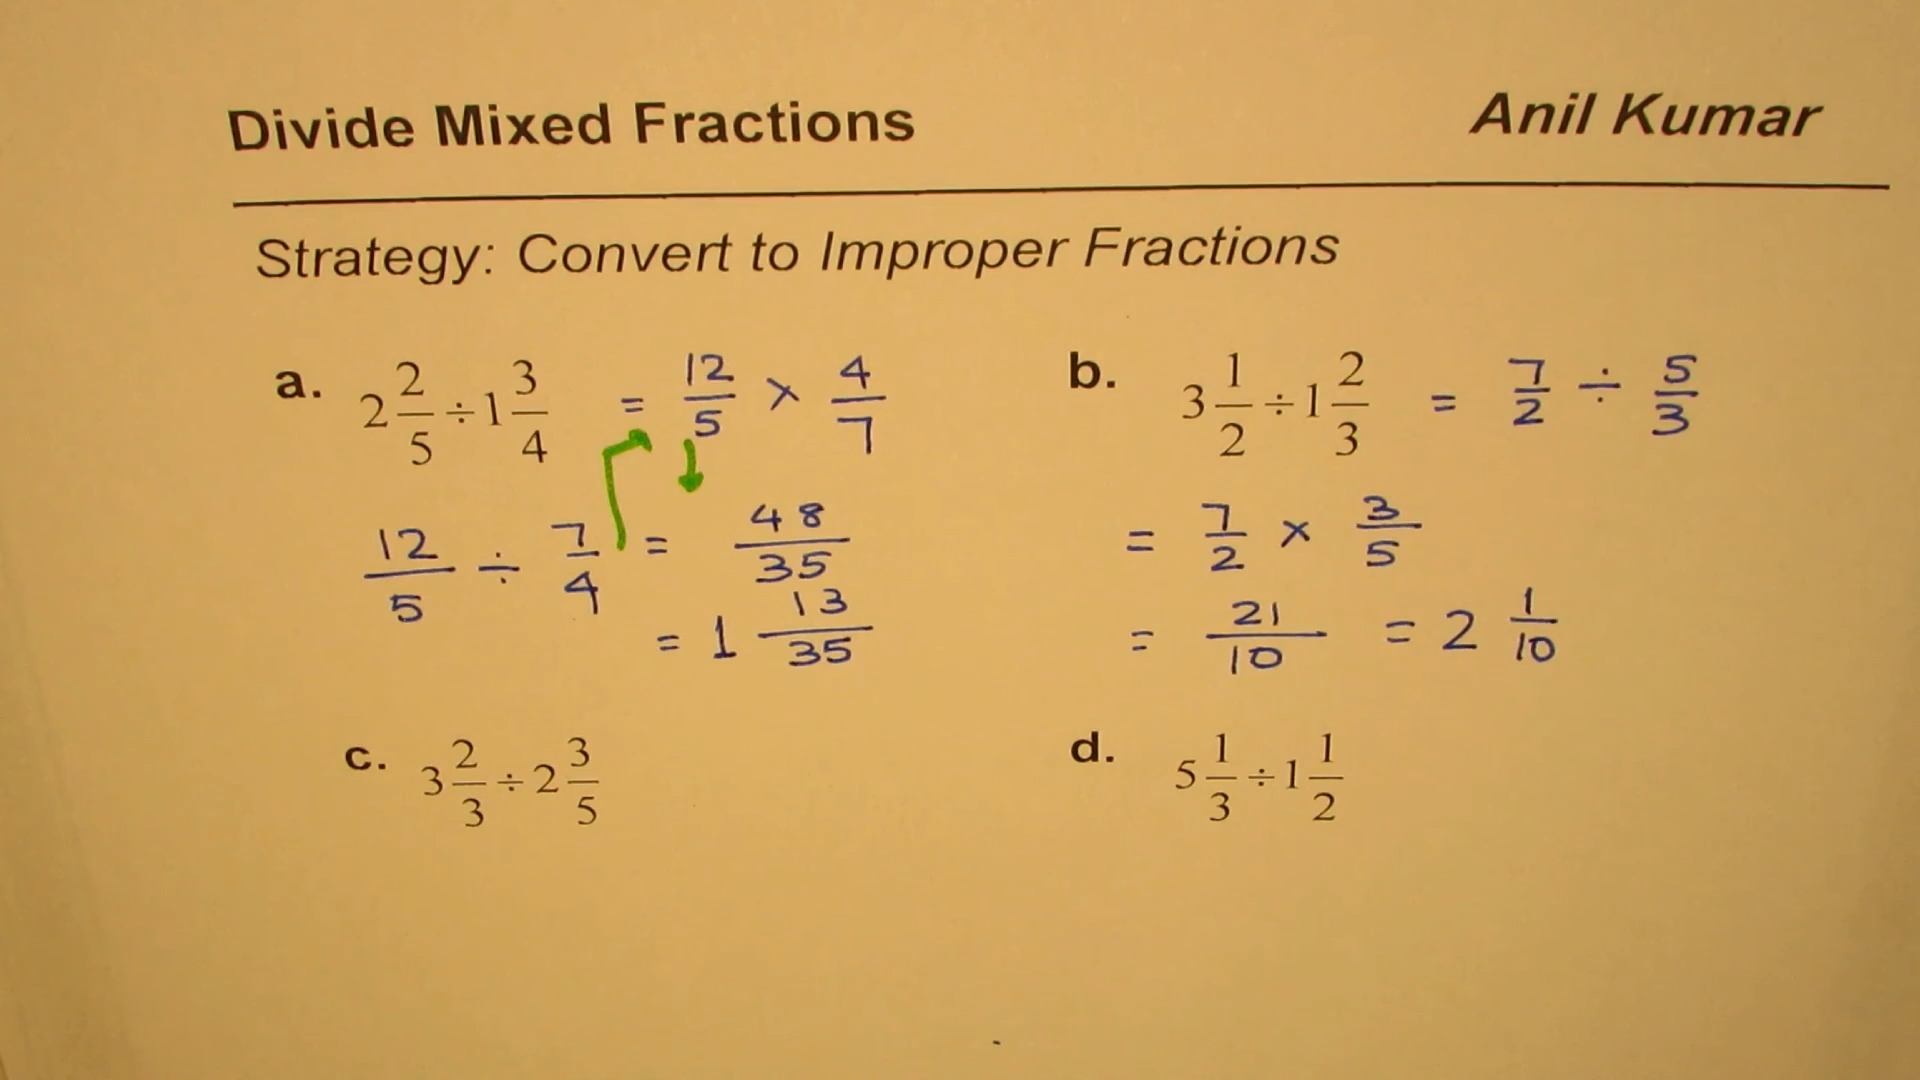 Divide Mixed Fractions Anil Kumar
Strategy: Convert to Improper Fractions
a. 2 2/5 ÷ 1 3/4 = 12/5 × 4/7
12/5 ÷ 7/4 = 48/35
= 1 13/35
b. 3 1/2 ÷ 1 2/3 = 7/2 ÷ 5/3
= 7/2 × 3/5
= 21/10 = 2 1/10
c. 3 2/3 ÷ 2 3/5
d. 5 1/3 ÷ 1 1/2